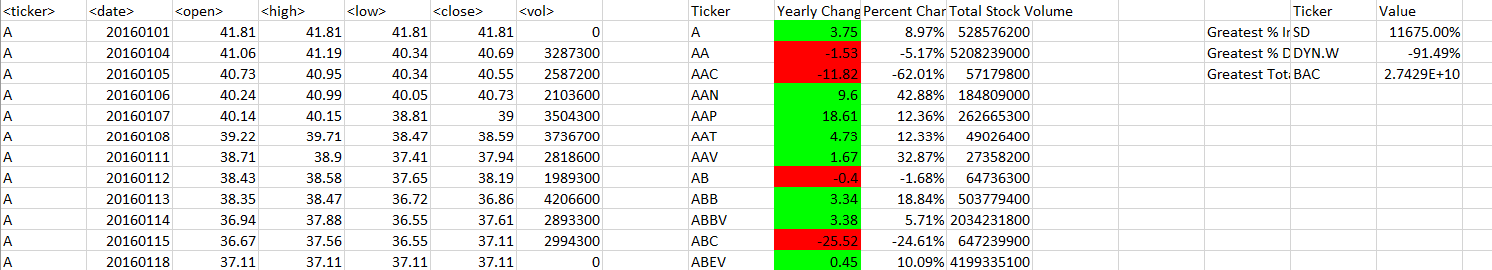 <ticker> <date> <open> <high> <low> <close> <vol> Ticker Yearly Chang Percent Char Total Stock Volume Ticker Value
A 20160101 41.81 41.81 41.81 41.81 0 A 3.75 8.97% 528576200 Greatest % In SD 11675.00%
A 20160104 41.06 41.19 40.34 40.69 3287300 AA -1.53 -5.17% 5208239000 Greatest % D DYN.W -91.49%
A 20160105 40.73 40.95 40.34 40.55 2587200 AAC -11.82 -62.01% 57179800 Greatest Tota BAC 2.7429E+10
A 20160106 40.24 40.99 40.05 40.73 2103600 AAN 9.6 42.88% 184809000
A 20160107 40.14 40.15 38.81 39 3504300 AAP 18.61 12.36% 262665300
A 20160108 39.22 39.71 38.47 38.59 3736700 AAT 4.73 12.33% 49026400
A 20160111 38.71 38.9 37.41 37.94 2818600 AAV 1.67 32.87% 27358200
A 20160112 38.43 38.58 37.65 38.19 1989300 AB -0.4 -1.68% 64736300
A 20160113 38.35 38.47 36.72 36.86 4206600 ABB 3.34 18.84% 503779400
A 20160114 36.94 37.88 36.55 37.61 2893300 ABBV 3.38 5.71% 2034231800
A 20160115 36.67 37.56 36.55 37.11 2994300 ABC -25.52 -24.61% 647239900
A 20160118 37.11 37.11 37.11 37.11 0 ABEV 0.45 10.09% 4199335100